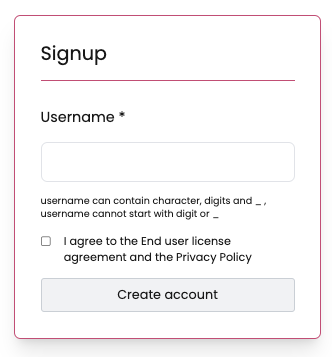 Signup
Username *
username can contain character, digits and _ ,
username cannot start with digit or _
I agree to the End user license
agreement and the Privacy Policy
Create account